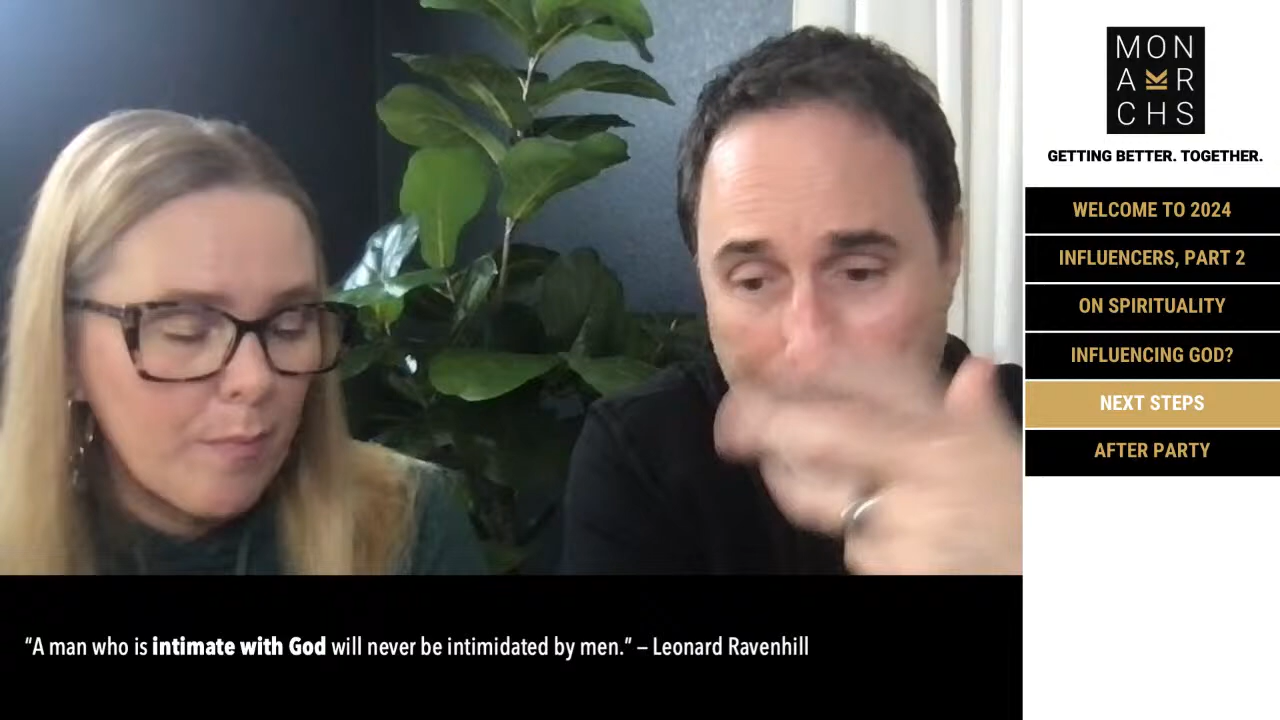 MON
A R
CHS
GETTING BETTER. TOGETHER.
WELCOME TO 2024
INFLUENCERS, PART 2
ON SPIRITUALITY
INFLUENCING GOD?
NEXT STEPS
AFTER PARTY
“A man who is intimate with God will never be intimidated by men.” – Leonard Ravenhill